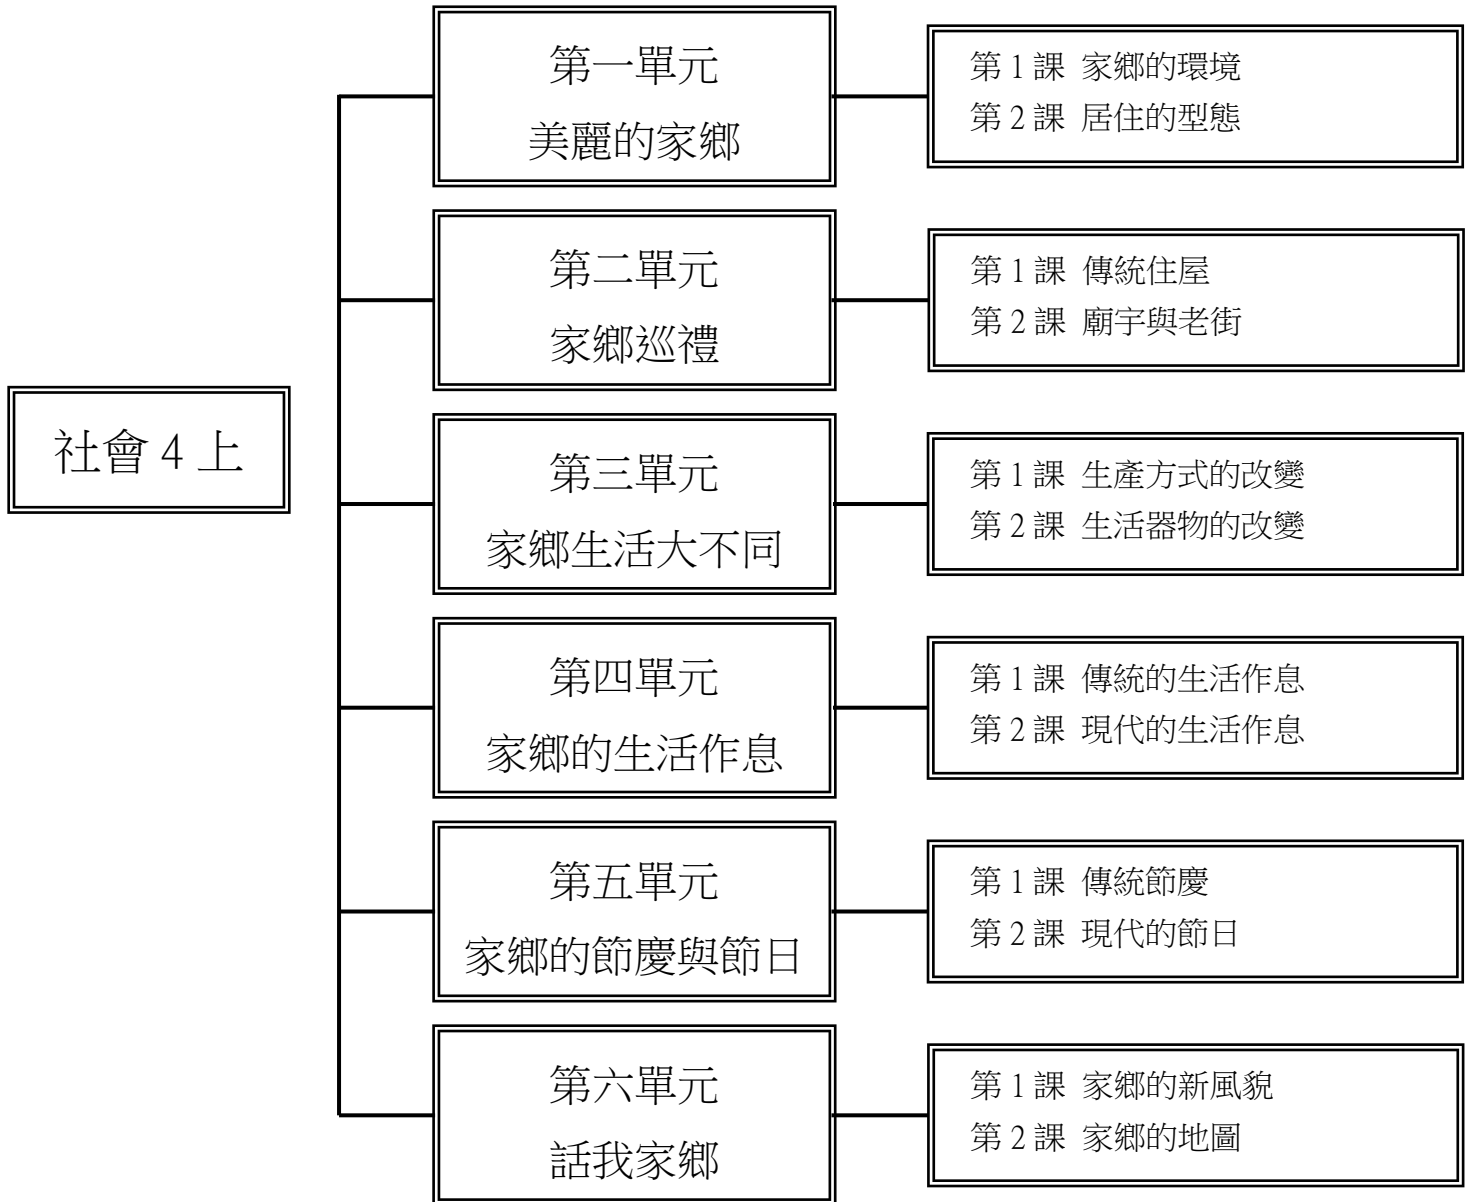 社會 4 上
第一單元
美麗的家鄉
第 1 課 家鄉的環境
第 2 課 居住的型態
第二單元
家鄉巡禮
第 1 課 傳統住屋
第 2 課 廟宇與老街
第三單元
家鄉生活大不同
第 1 課 生產方式的改變
第 2 課 生活器物的改變
第四單元
家鄉的生活作息
第 1 課 傳統的生活作息
第 2 課 現代的生活作息
第五單元
家鄉的節慶與節日
第 1 課 傳統節慶
第 2 課 現代的節日
第六單元
話我家鄉
第 1 課 家鄉的新風貌
第 2 課 家鄉的地圖